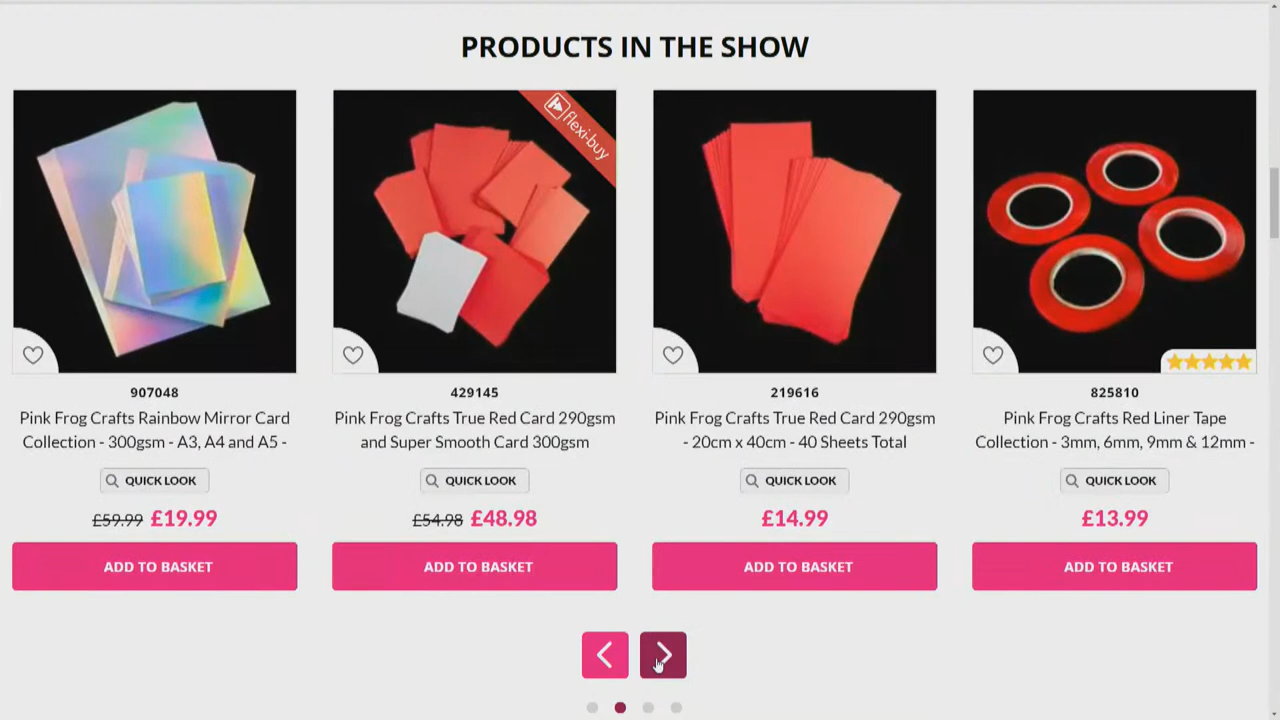 PRODUCTS IN THE SHOW
flexi-buy
907048
Pink Frog Crafts Rainbow Mirror Card
Collection - 300gsm - A3, A4 and A5 -
QUICK LOOK
£59.99 £19.99
ADD TO BASKET
429145
Pink Frog Crafts True Red Card 290gsm
and Super Smooth Card 300gsm
QUICK LOOK
£54.98 £48.98
ADD TO BASKET
219616
Pink Frog Crafts True Red Card 290gsm
- 20cm x 40cm - 40 Sheets Total
QUICK LOOK
£14.99
ADD TO BASKET
825810
Pink Frog Crafts Red Liner Tape
Collection - 3mm, 6mm, 9mm & 12mm -
QUICK LOOK
£13.99
ADD TO BASKET